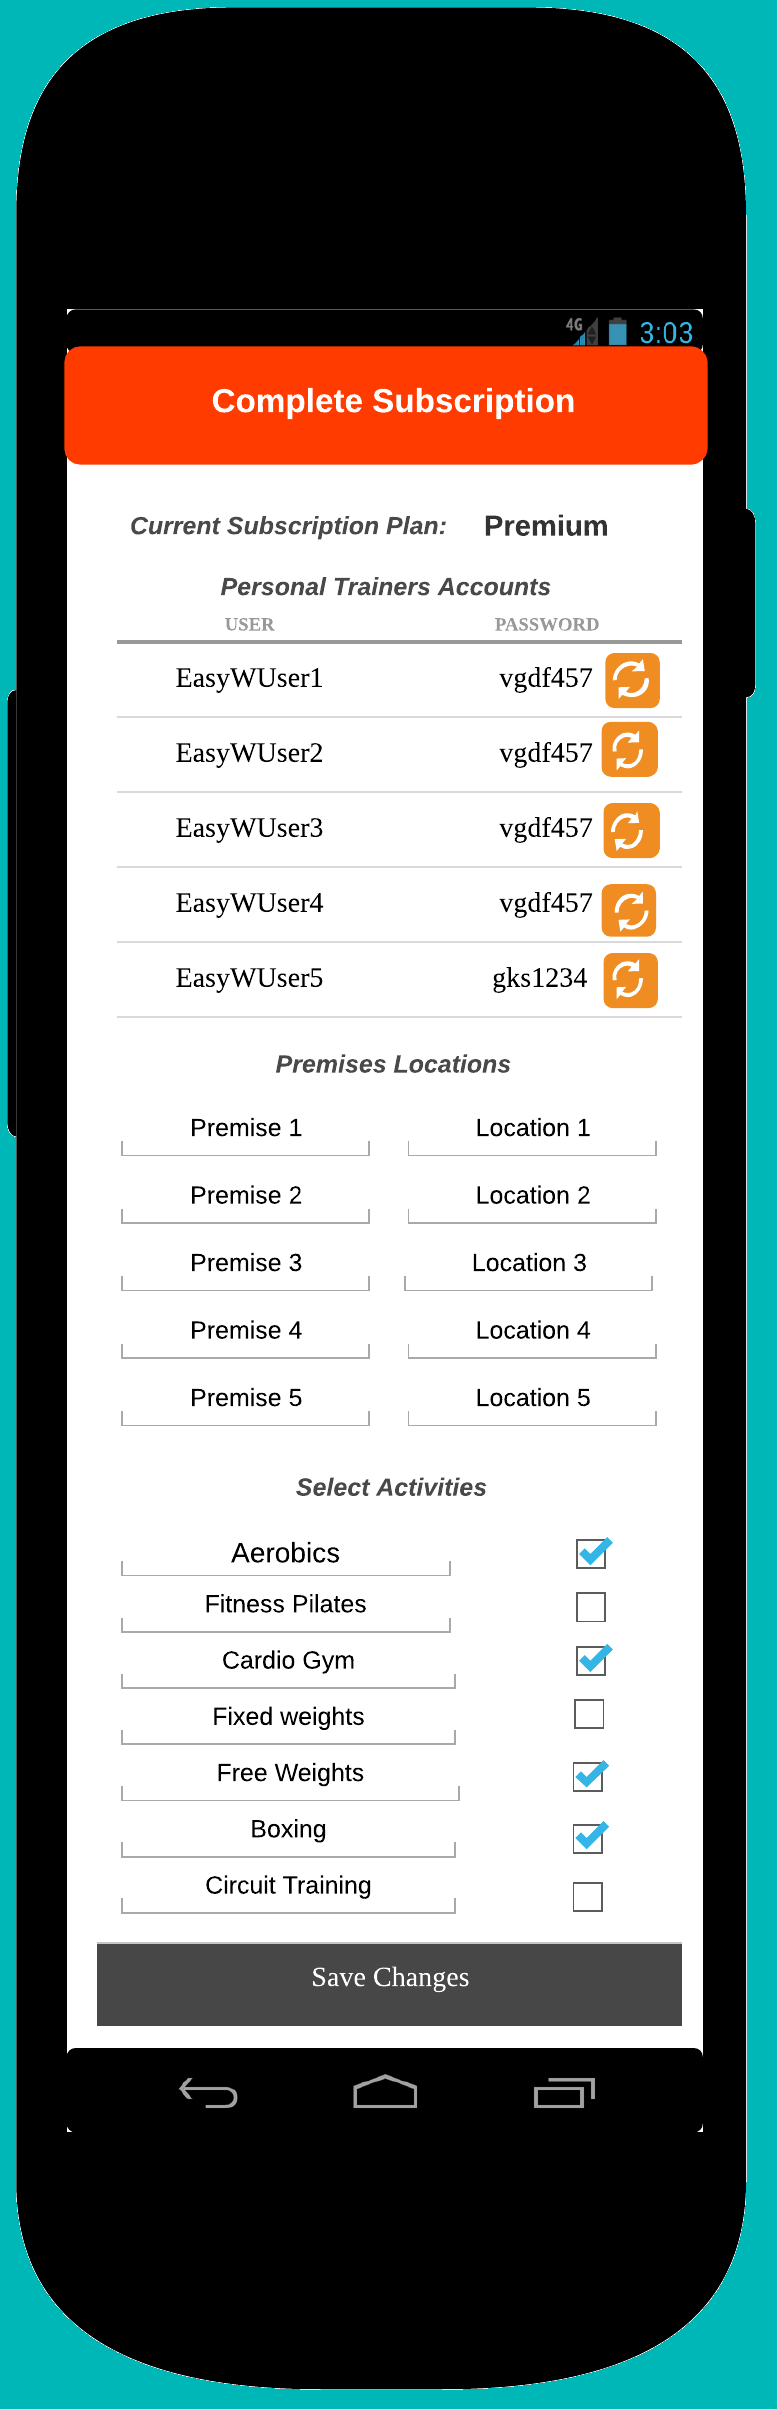 4G 3:03
Complete Subscription
Current Subscription Plan: Premium
Personal Trainers Accounts
USER PASSWORD
EasyWUser1 vgdf457
EasyWUser2 vgdf457
EasyWUser3 vgdf457
EasyWUser4 vgdf457
EasyWUser5 gks1234
Premises Locations
Premise 1 Location 1
Premise 2 Location 2
Premise 3 Location 3
Premise 4 Location 4
Premise 5 Location 5
Select Activities
Aerobics
Fitness Pilates
Cardio Gym
Fixed weights
Free Weights
Boxing
Circuit Training
Save Changes